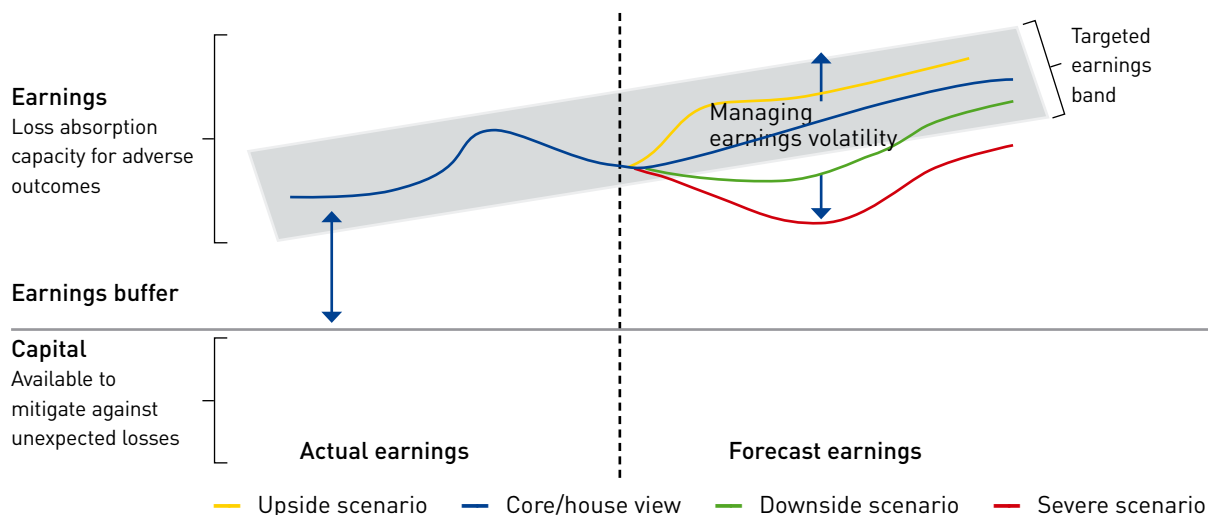 Targeted
earnings
band
Earnings
Loss absorption
capacity for adverse
outcomes
Managing
earnings volatility
Earnings buffer
Capital
Available to
mitigate against
unexpected losses
Actual earnings
Forecast earnings
Upside scenario
Core/house view
Downside scenario
Severe scenario